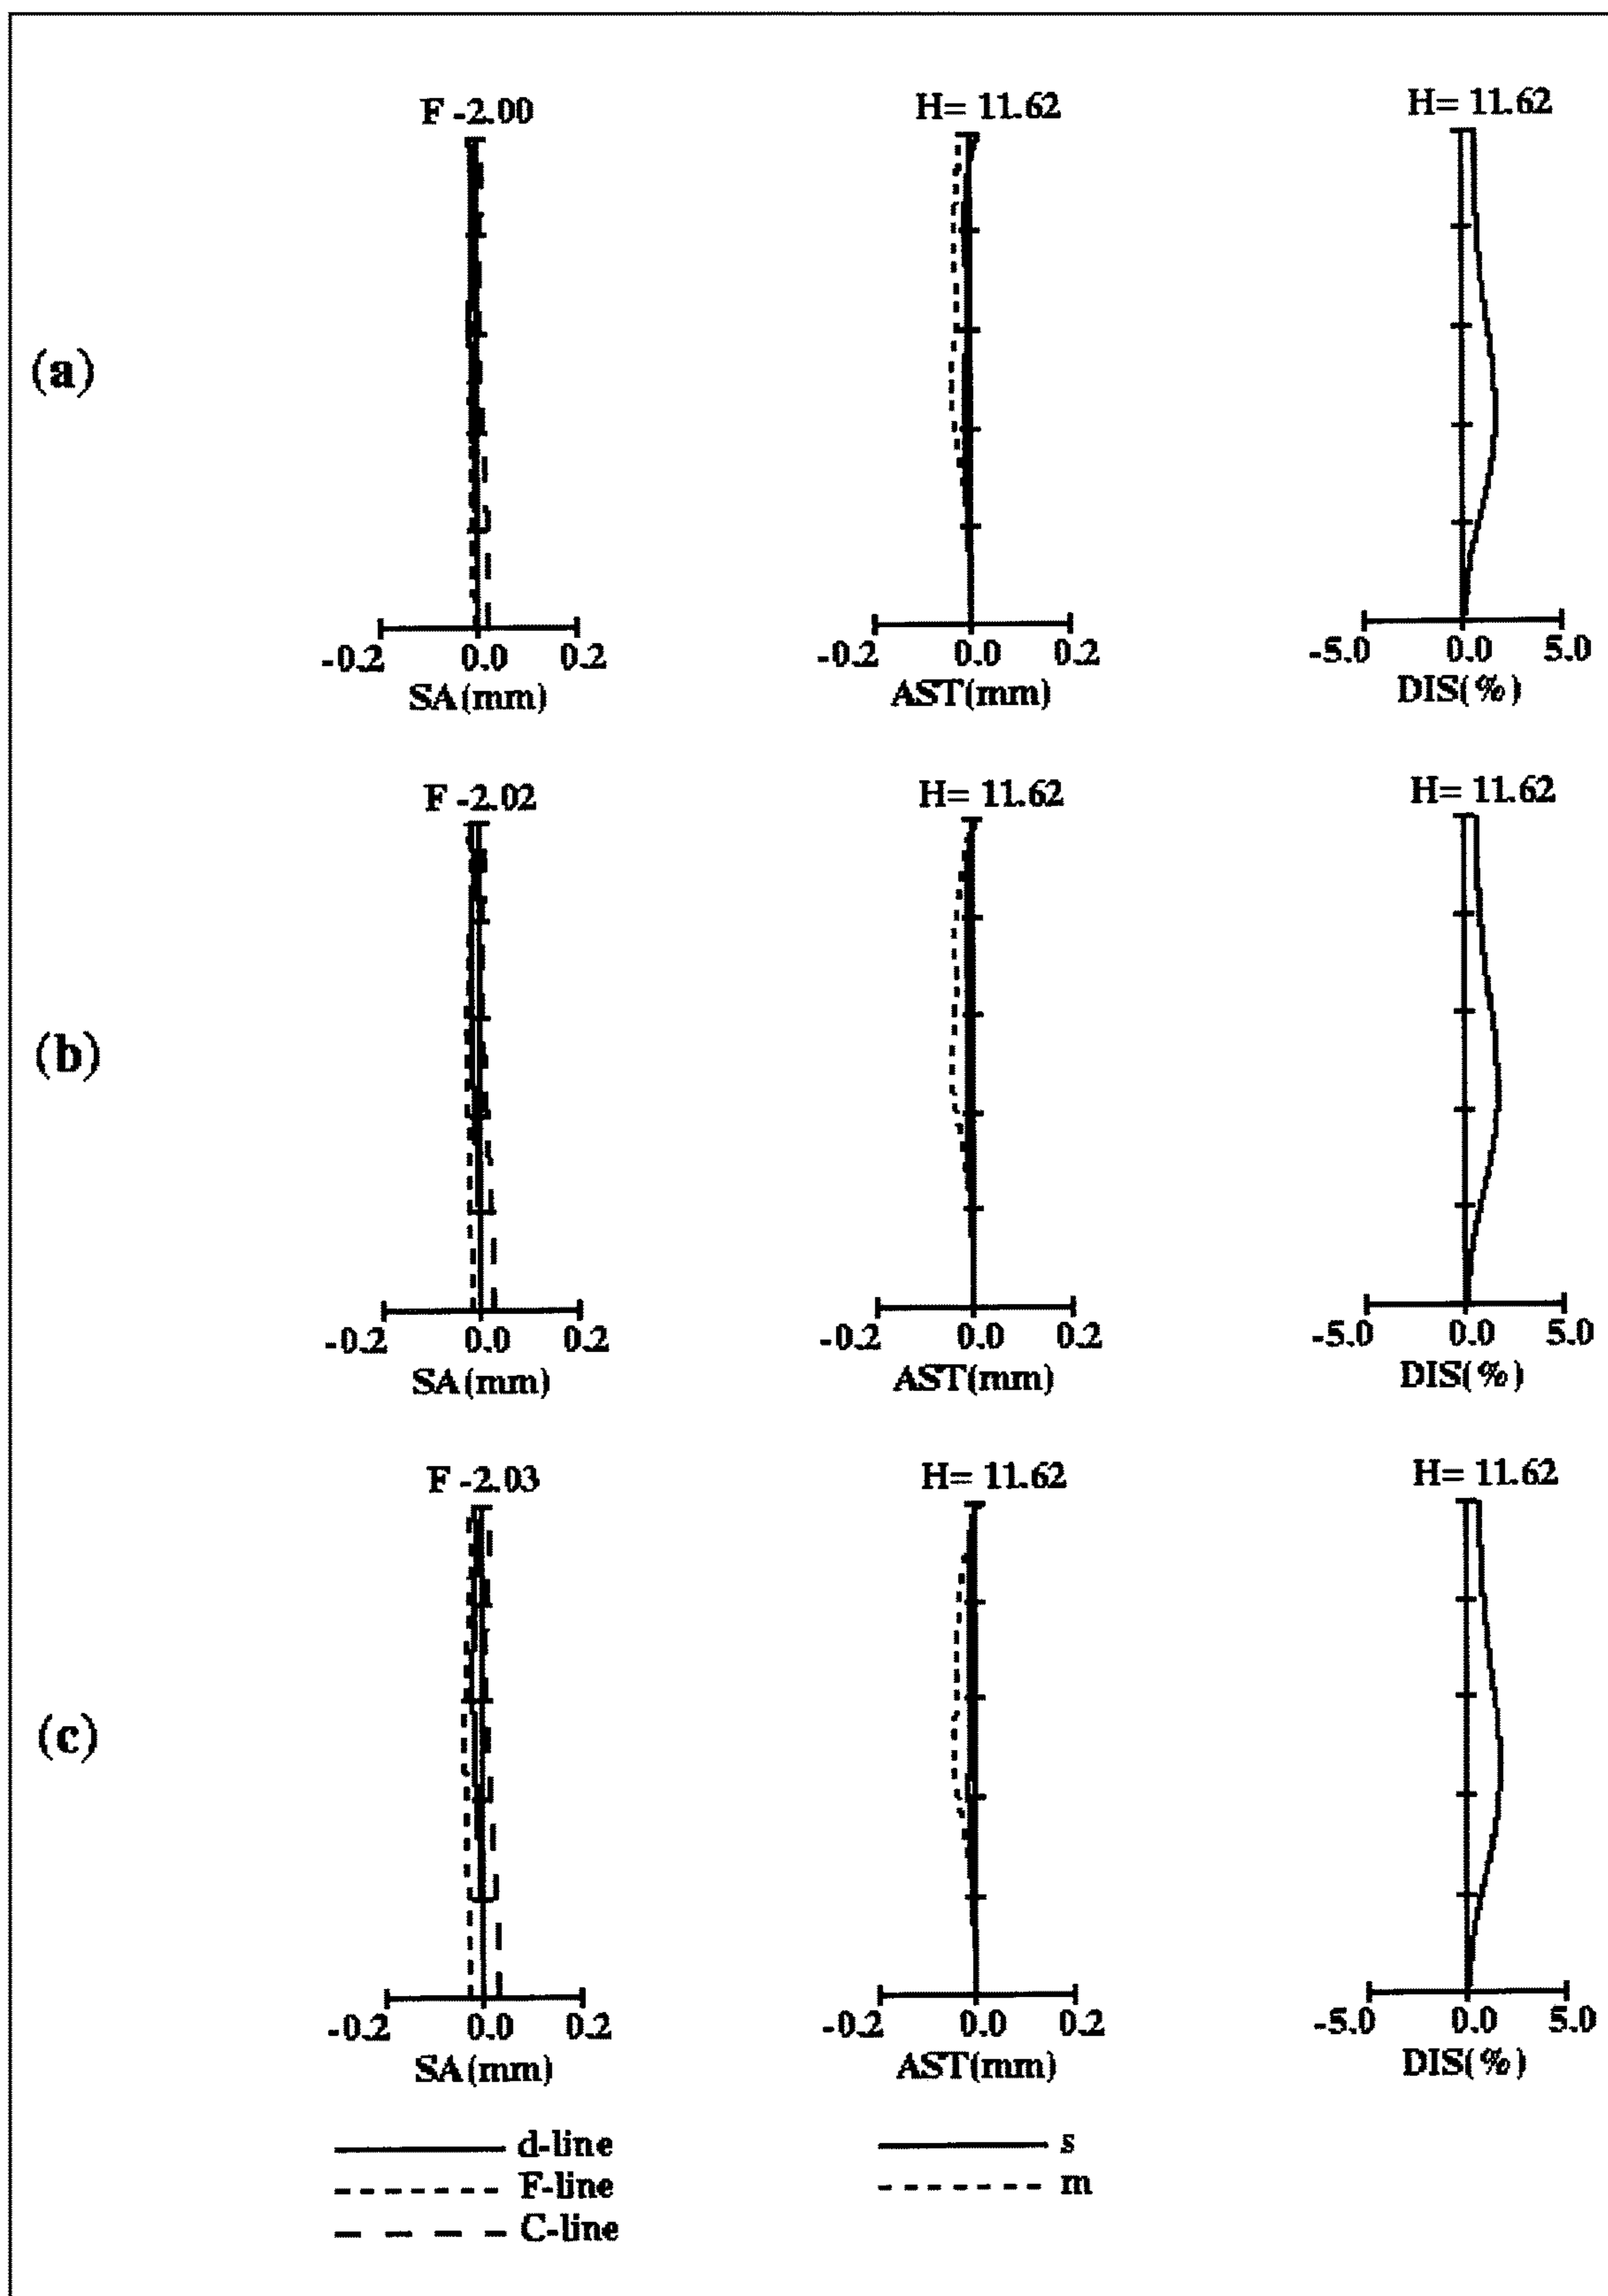 F -2.00 H= 11.62 H= 11.62
(a)
-0.2 0.0 0.2 -0.2 0.0 0.2 -5.0 0.0 5.0
SA(mm) AST(mm) DIS(%)
F -2.02 H= 11.62 H= 11.62
(b)
-0.2 0.0 0.2 -0.2 0.0 0.2 -5.0 0.0 5.0
SA(mm) AST(mm) DIS(%)
F -2.03 H= 11.62 H= 11.62
(c)
-0.2 0.0 0.2 -0.2 0.0 0.2 -5.0 0.0 5.0
SA(mm) AST(mm) DIS(%)
d-line s
F-line m
C-line